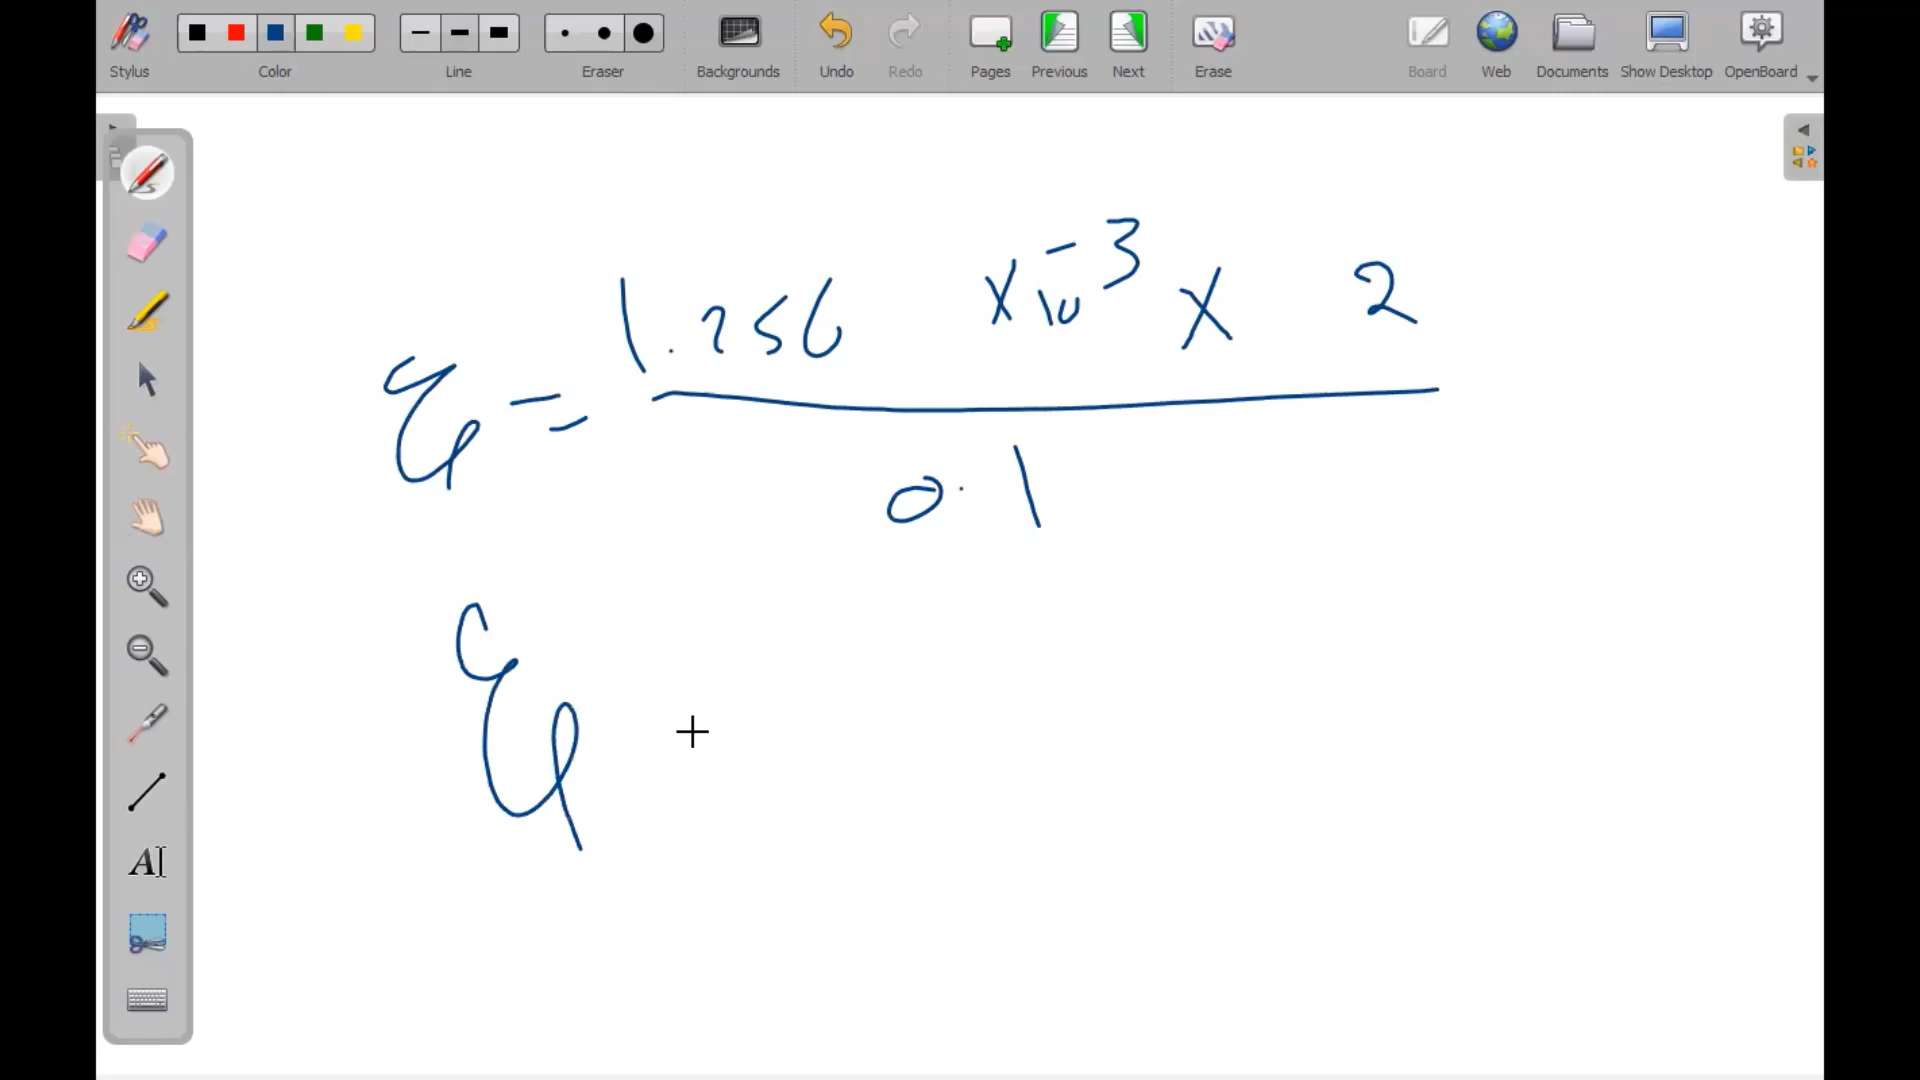 Stylus Color Line Eraser Backgrounds Undo Redo Pages Previous Next Erase Board Web Documents Show Desktop OpenBoard
ξ = 1.256 x 10^-3 x 2 / 0.1
ξ